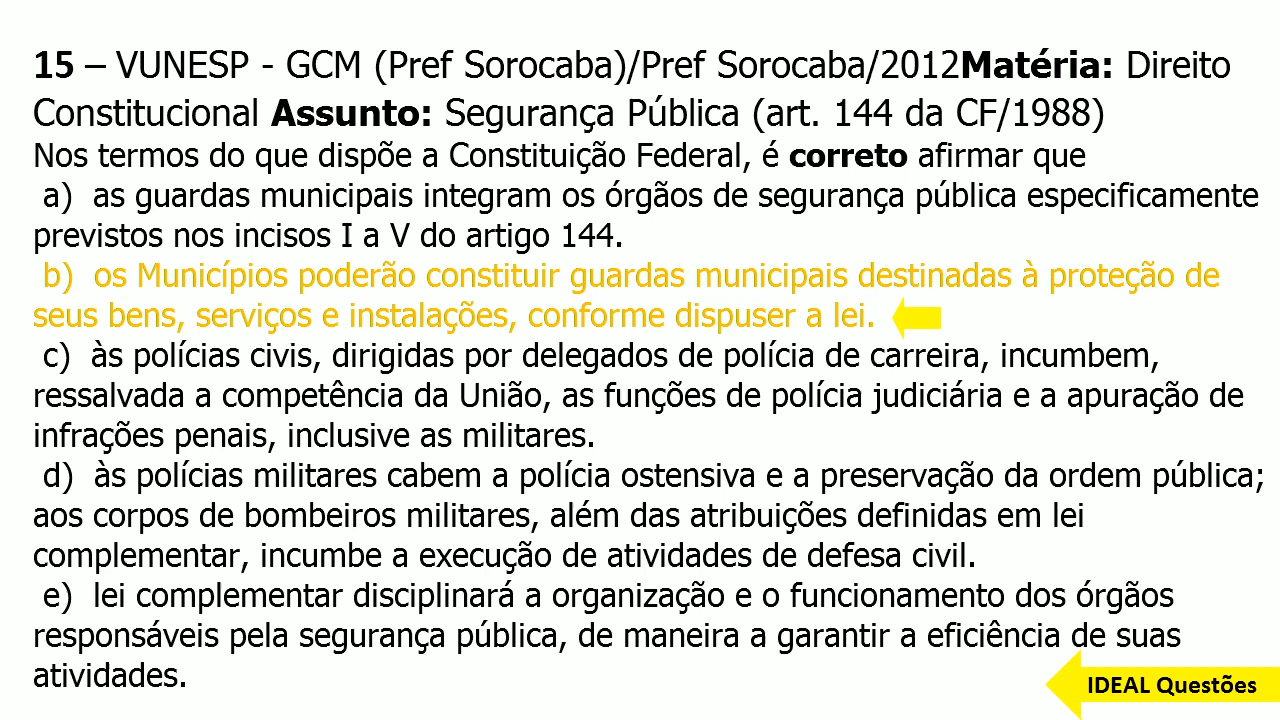 15 – VUNESP - GCM (Pref Sorocaba)/Pref Sorocaba/2012Matéria: Direito
Constitucional Assunto: Segurança Pública (art. 144 da CF/1988)
Nos termos do que dispõe a Constituição Federal, é correto afirmar que
a) as guardas municipais integram os órgãos de segurança pública especificamente
previstos nos incisos I a V do artigo 144.
b) os Municípios poderão constituir guardas municipais destinadas à proteção de
seus bens, serviços e instalações, conforme dispuser a lei.
c) às polícias civis, dirigidas por delegados de polícia de carreira, incumbem,
ressalvada a competência da União, as funções de polícia judiciária e a apuração de
infrações penais, inclusive as militares.
d) às polícias militares cabem a polícia ostensiva e a preservação da ordem pública;
aos corpos de bombeiros militares, além das atribuições definidas em lei
complementar, incumbe a execução de atividades de defesa civil.
e) lei complementar disciplinará a organização e o funcionamento dos órgãos
responsáveis pela segurança pública, de maneira a garantir a eficiência de suas
atividades.
IDEAL Questões